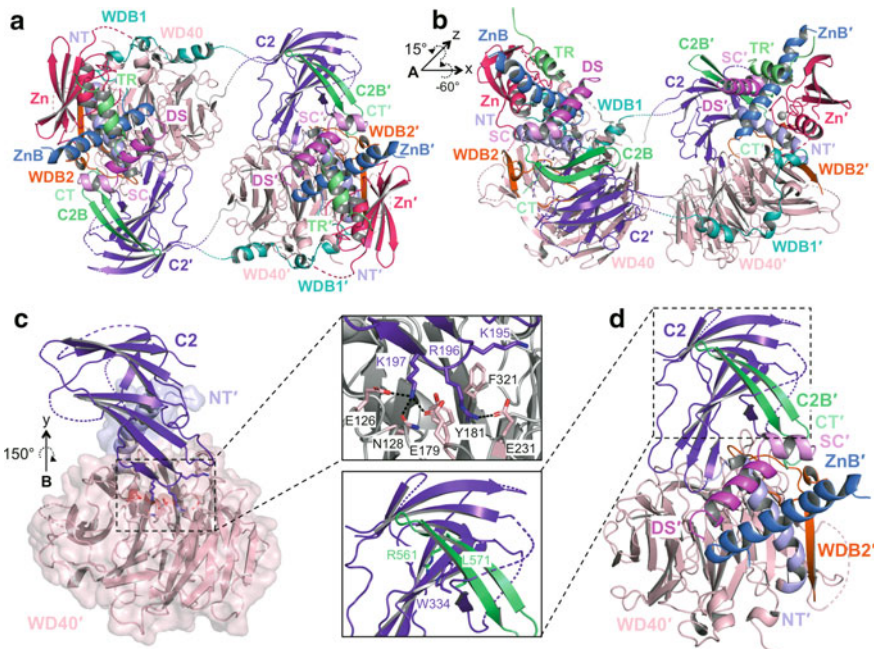 a
WDB1
NT′
WD40
C2
TR
Zn
DS
C2B′
SC′
CT′
WDB2′
ZnB
ZnB′
WDB2
CT
SC
DS′
C2B
TR′
Zn′
C2′
WD40′
WDB1′
NT′
b
15°
z
A
x
-60°
ZnB
TR
DS
Zn
WDB1
NT
SC
WDB2
C2B
CT
C2′
WD40
C2B′
SC′
TR′
ZnB′
C2
DS′
Zn′
CT′
NT′
WDB2′
WDB1′
WD40′
c
C2
NT′
y
150°
B
WD40′
K195
R196
K197
F321
E126
N128
Y181
E179
E231
R561
L571
W334
d
C2
C2B′
CT′
SC′
ZnB′
DS′
WDB2′
WD40′
NT′